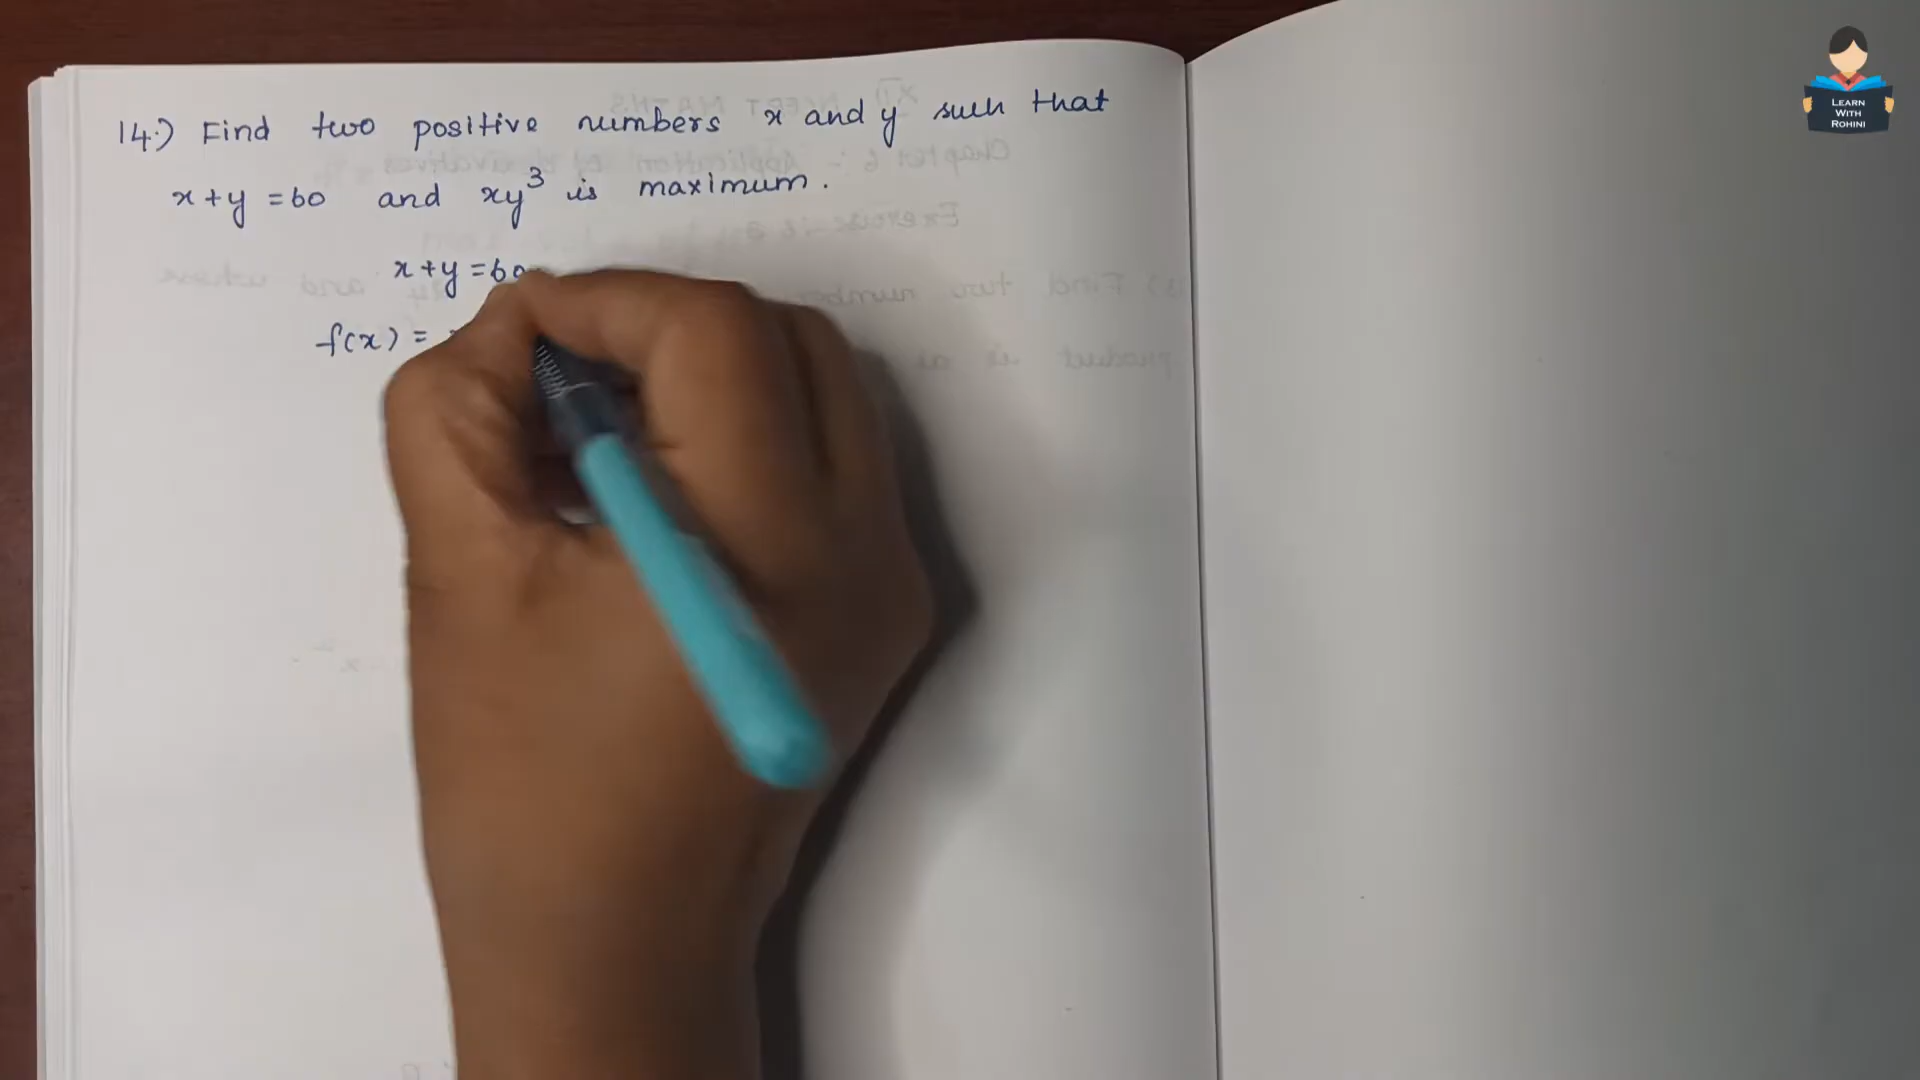 14.) Find two positive numbers x and y such that
x+y =60 and xy³ is maximum.
x+y =60
f(x) =
LEARN
WITH
ROHINI